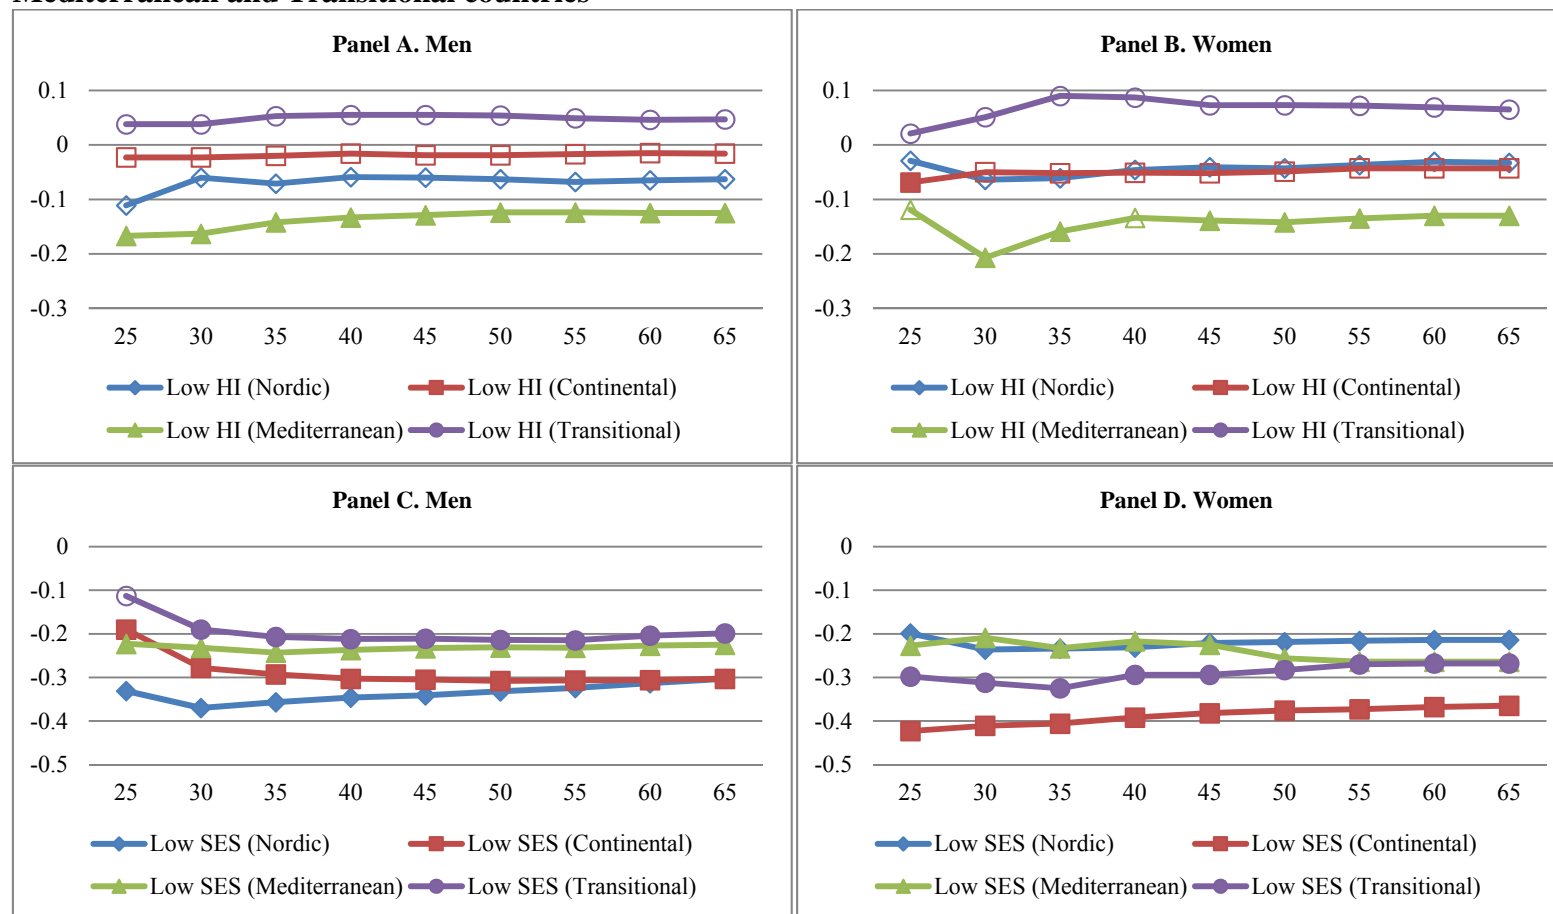 Mediterranean and Transitional countries
Panel A. Men
0.1
0
-0.1
-0.2
-0.3
25 30 35 40 45 50 55 60 65
Low HI (Nordic) Low HI (Continental)
Low HI (Mediterranean) Low HI (Transitional)
Panel B. Women
0.1
0
-0.1
-0.2
-0.3
25 30 35 40 45 50 55 60 65
Low HI (Nordic) Low HI (Continental)
Low HI (Mediterranean) Low HI (Transitional)
Panel C. Men
0
-0.1
-0.2
-0.3
-0.4
-0.5
25 30 35 40 45 50 55 60 65
Low SES (Nordic) Low SES (Continental)
Low SES (Mediterranean) Low SES (Transitional)
Panel D. Women
0
-0.1
-0.2
-0.3
-0.4
-0.5
25 30 35 40 45 50 55 60 65
Low SES (Nordic) Low SES (Continental)
Low SES (Mediterranean) Low SES (Transitional)